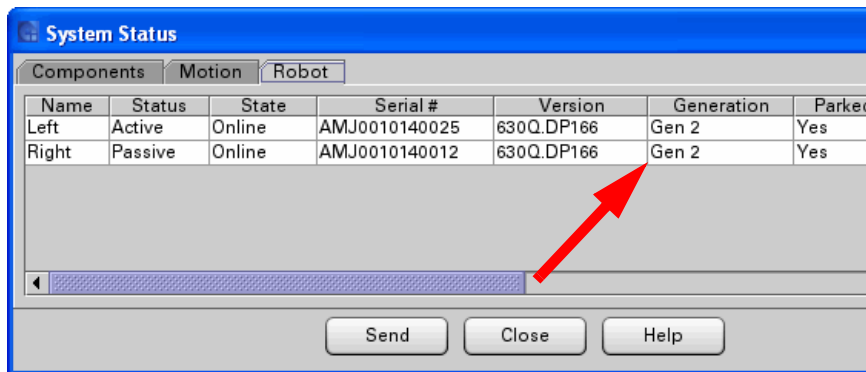 System Status
Components Motion Robot
Name Status State Serial # Version Generation Parked
Left Active Online AMJ0010140025 630Q.DP166 Gen 2 Yes
Right Passive Online AMJ0010140012 630Q.DP166 Gen 2 Yes
Send Close Help